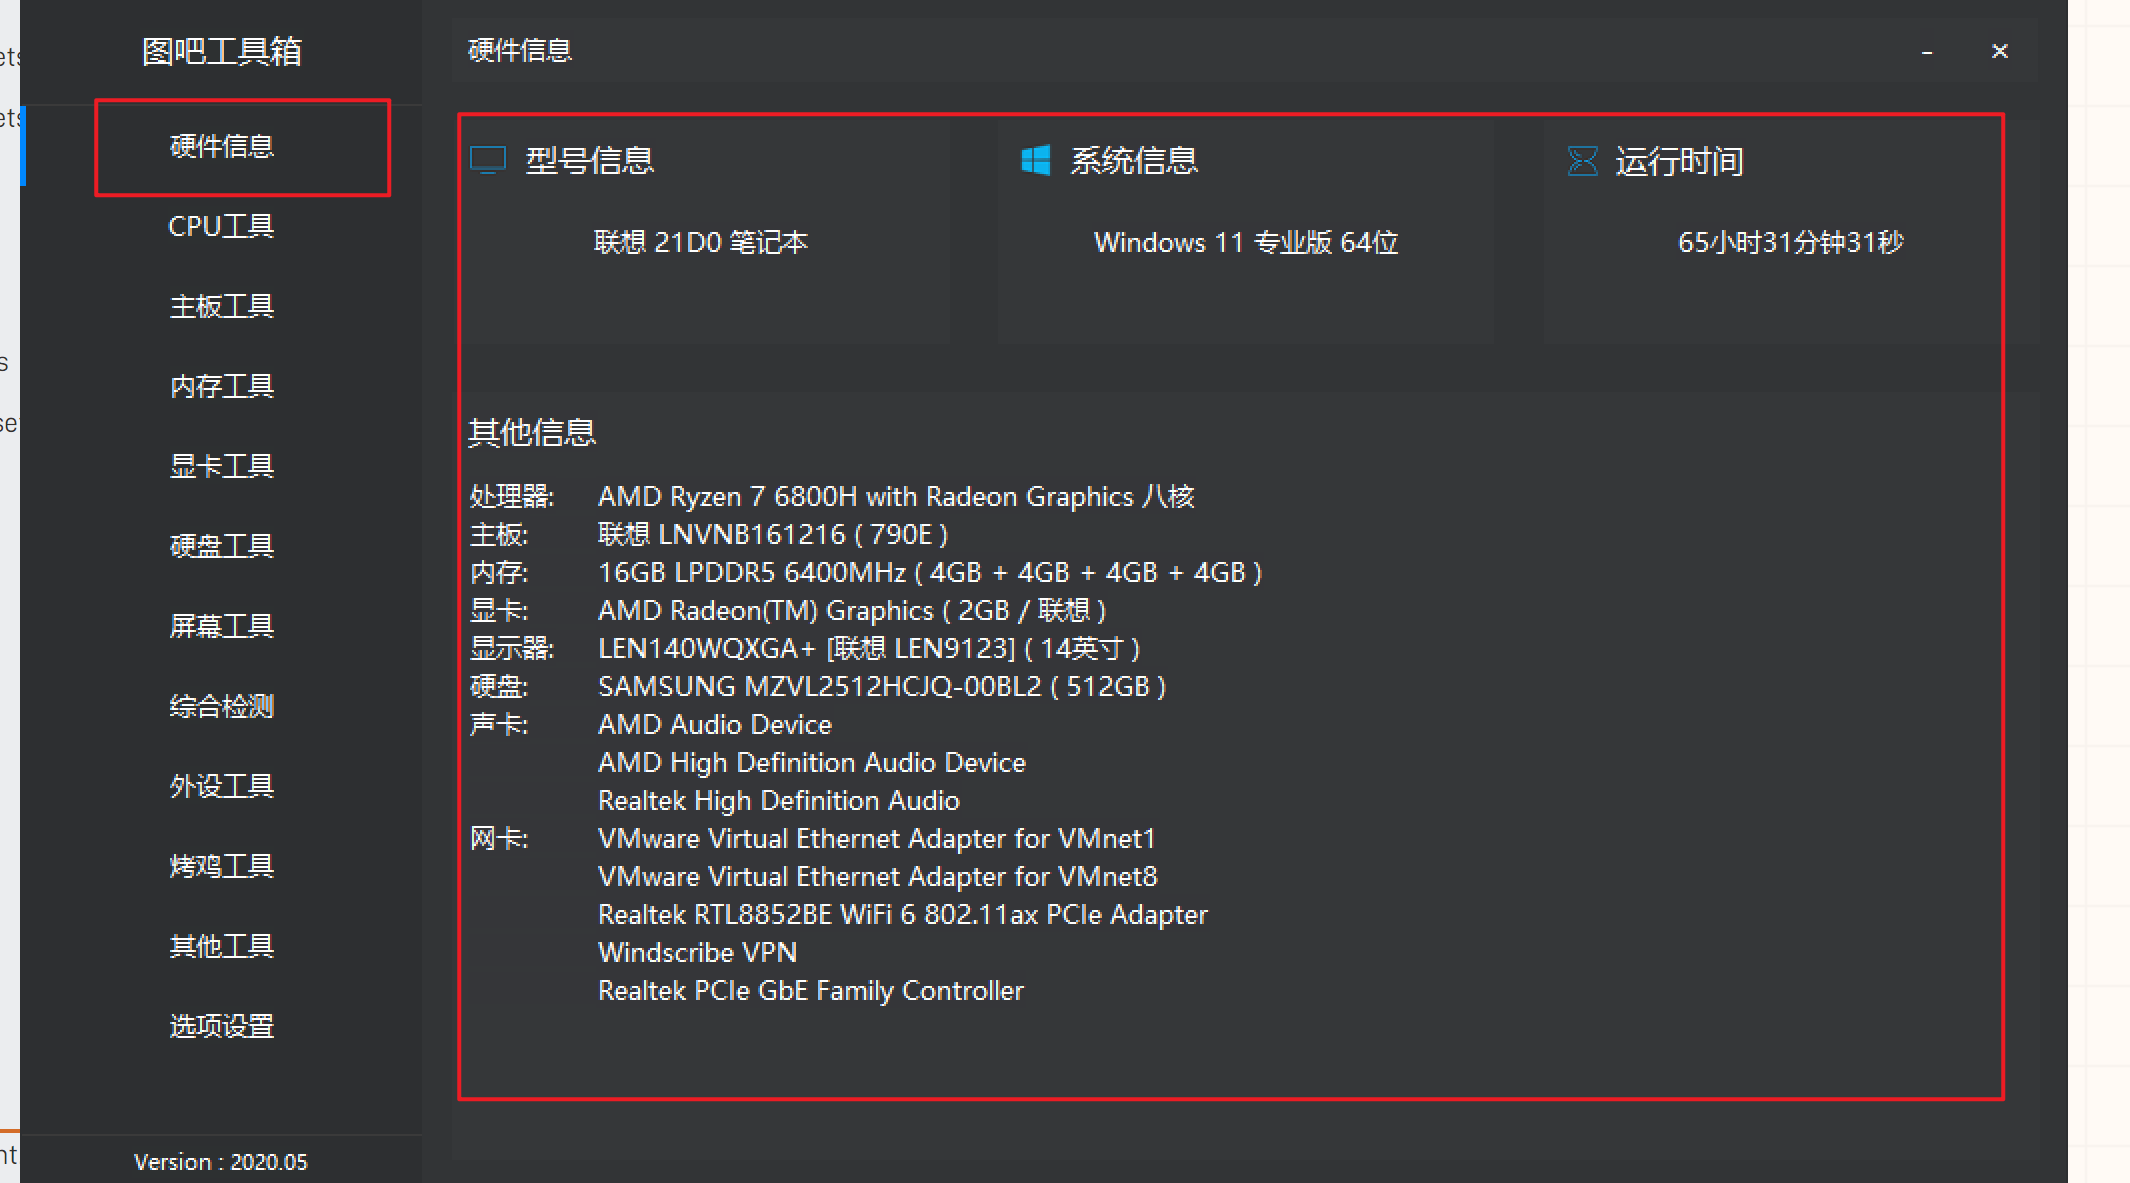 图吧工具箱
硬件信息
CPU工具
主板工具
内存工具
显卡工具
硬盘工具
屏幕工具
综合检测
外设工具
烤鸡工具
其他工具
选项设置
Version : 2020.05
硬件信息
型号信息
联想 21D0 笔记本
系统信息
Windows 11 专业版 64位
运行时间
65小时31分钟31秒
其他信息
处理器: AMD Ryzen 7 6800H with Radeon Graphics 八核
主板: 联想 LNVNB161216 ( 790E )
内存: 16GB LPDDR5 6400MHz ( 4GB + 4GB + 4GB + 4GB )
显卡: AMD Radeon(TM) Graphics ( 2GB / 联想 )
显示器: LEN140WQXGA+ [联想 LEN9123] ( 14英寸 )
硬盘: SAMSUNG MZVL2512HCJQ-00BL2 ( 512GB )
声卡: AMD Audio Device
AMD High Definition Audio Device
Realtek High Definition Audio
网卡: VMware Virtual Ethernet Adapter for VMnet1
VMware Virtual Ethernet Adapter for VMnet8
Realtek RTL8852BE WiFi 6 802.11ax PCIe Adapter
Windscribe VPN
Realtek PCIe GbE Family Controller